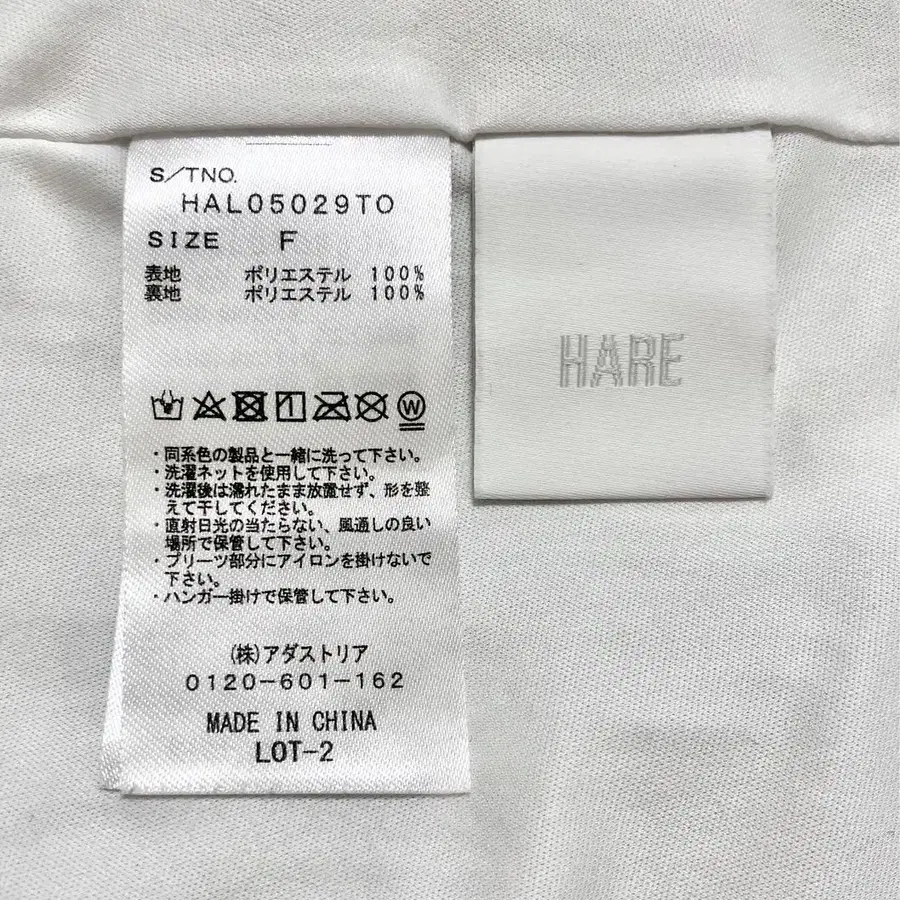 S/TNO.
HAL05029TO
SIZE F
表地 ポリエステル 100%
裏地 ポリエステル 100%
・同系色の製品と一緒に洗って下さい。
・洗濯ネットを使用して下さい。
・洗濯後は濡れたまま放置せず、形を整
えて干してください。
・直射日光の当たらない、風通しの良い
場所で保管して下さい。
・プリーツ部分にアイロンを掛けないで
下さい。
・ハンガー掛けで保管して下さい。
(株)アダストリア
0120-601-162
MADE IN CHINA
LOT-2
HARE